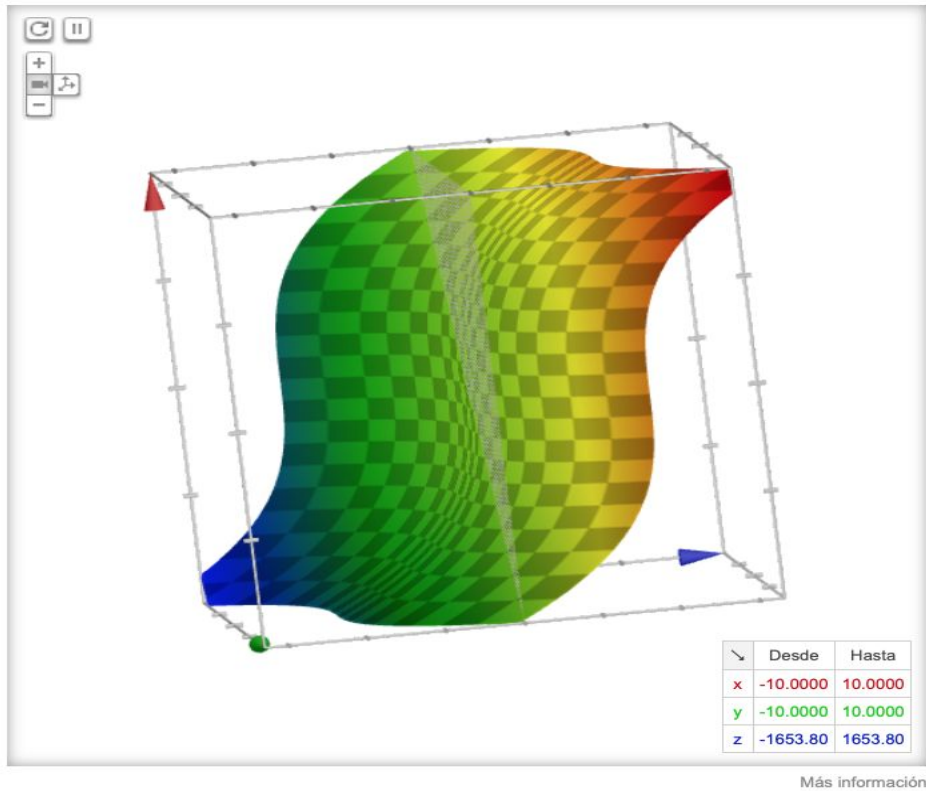 ↘ Desde Hasta
x -10.0000 10.0000
y -10.0000 10.0000
z -1653.80 1653.80
Más información